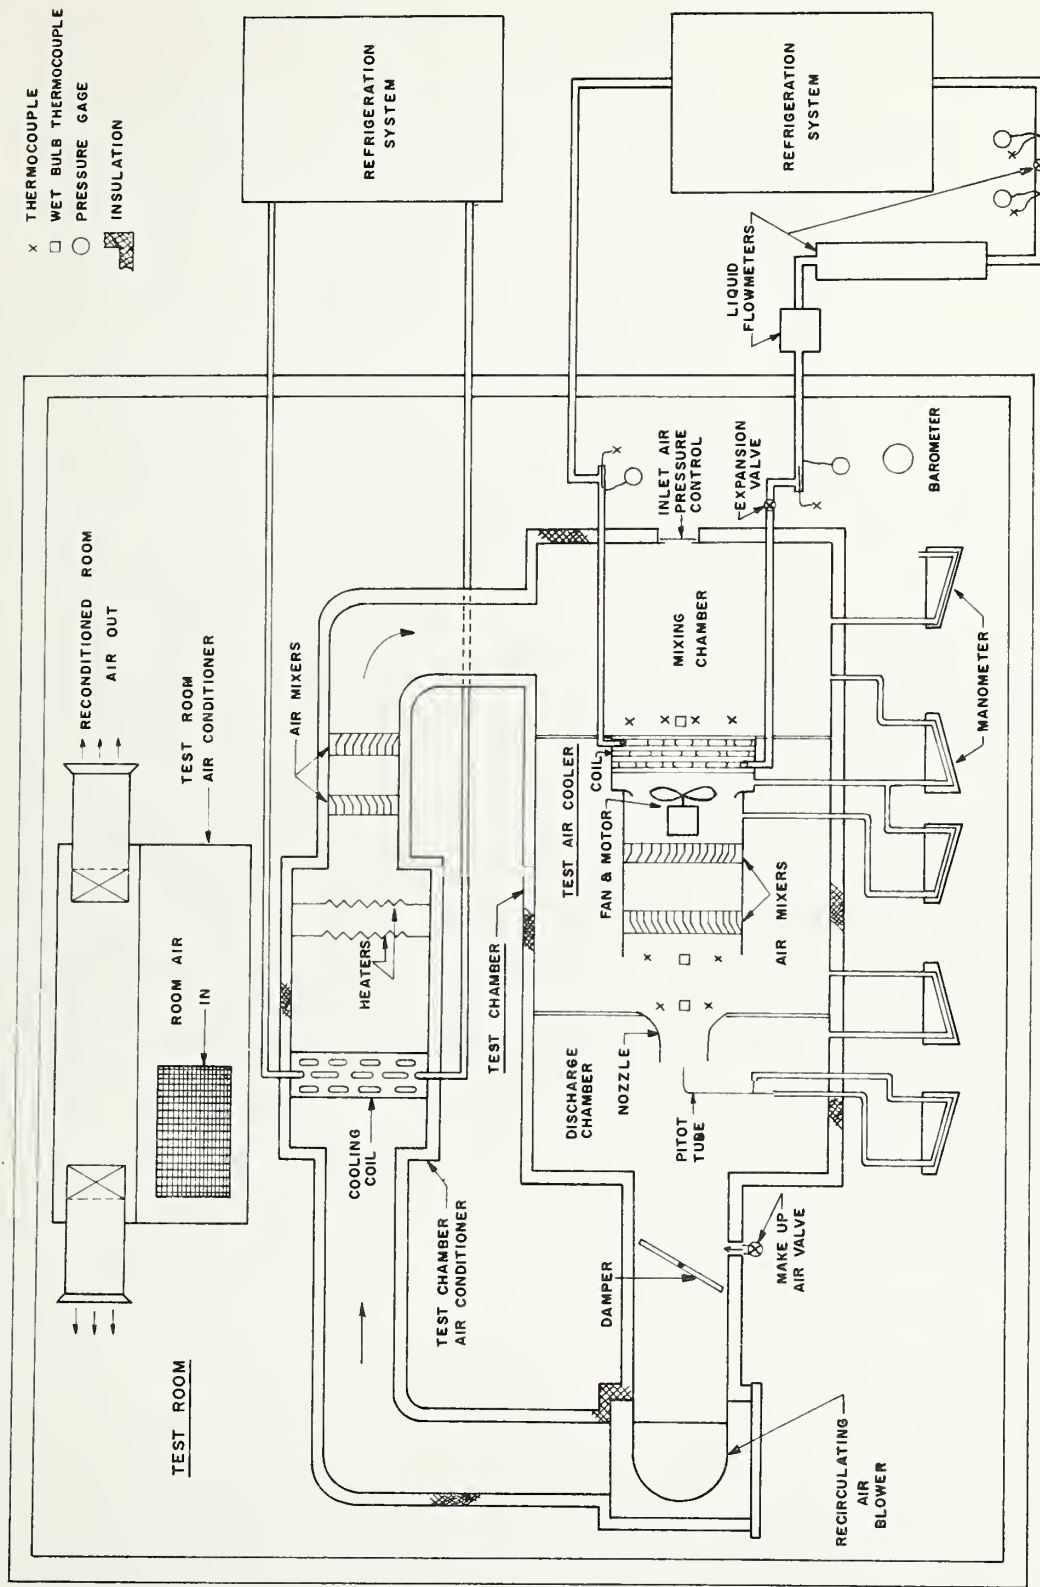 × THERMOCOUPLE
□ WET BULB THERMOCOUPLE
○ PRESSURE GAGE
INSULATION
REFRIGERATION
SYSTEM
REFRIGERATION
SYSTEM
LIQUID
FLOWMETERS
RECONDITIONED ROOM
AIR OUT
TEST ROOM
AIR CONDITIONER
ROOM AIR
IN
TEST ROOM
AIR MIXERS
HEATERS
COOLING
COIL
TEST CHAMBER
AIR CONDITIONER
TEST CHAMBER
TEST AIR COOLER
COIL
FAN & MOTOR
AIR MIXERS
MIXING
CHAMBER
INLET AIR
PRESSURE
CONTROL
EXPANSION
VALVE
BAROMETER
MANOMETER
DISCHARGE
CHAMBER
NOZZLE
PITOT
TUBE
DAMPER
MAKE UP
AIR VALVE
RECIRCULATING
AIR
BLOWER